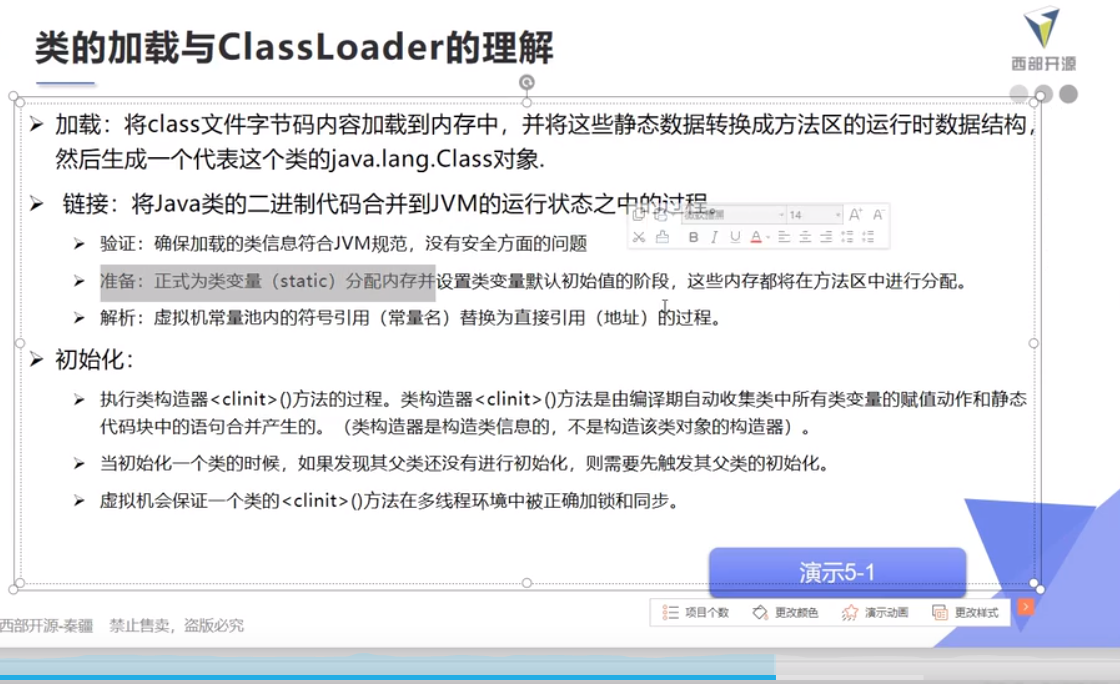 类的加载与ClassLoader的理解
西部开源
加载：将class文件字节码内容加载到内存中，并将这些静态数据转换成方法区的运行时数据结构，
然后生成一个代表这个类的java.lang.Class对象.
链接：将Java类的二进制代码合并到JVM的运行状态之中的过程。
14
A+ A-
B I U A
验证：确保加载的类信息符合JVM规范，没有安全方面的问题
准备：正式为类变量（static）分配内存并设置类变量默认初始值的阶段，这些内存都将在方法区中进行分配。
解析：虚拟机常量池内的符号引用（常量名）替换为直接引用（地址）的过程。
初始化：
执行类构造器<clinit>()方法的过程。类构造器<clinit>()方法是由编译期自动收集类中所有类变量的赋值动作和静态
代码块中的语句合并产生的。（类构造器是构造类信息的，不是构造该类对象的构造器）。
当初始化一个类的时候，如果发现其父类还没有进行初始化，则需要先触发其父类的初始化。
虚拟机会保证一个类的<clinit>()方法在多线程环境中被正确加锁和同步。
演示5-1
项目个数 更改颜色 演示动画 更改样式
西部开源-秦疆 禁止售卖，盗版必究